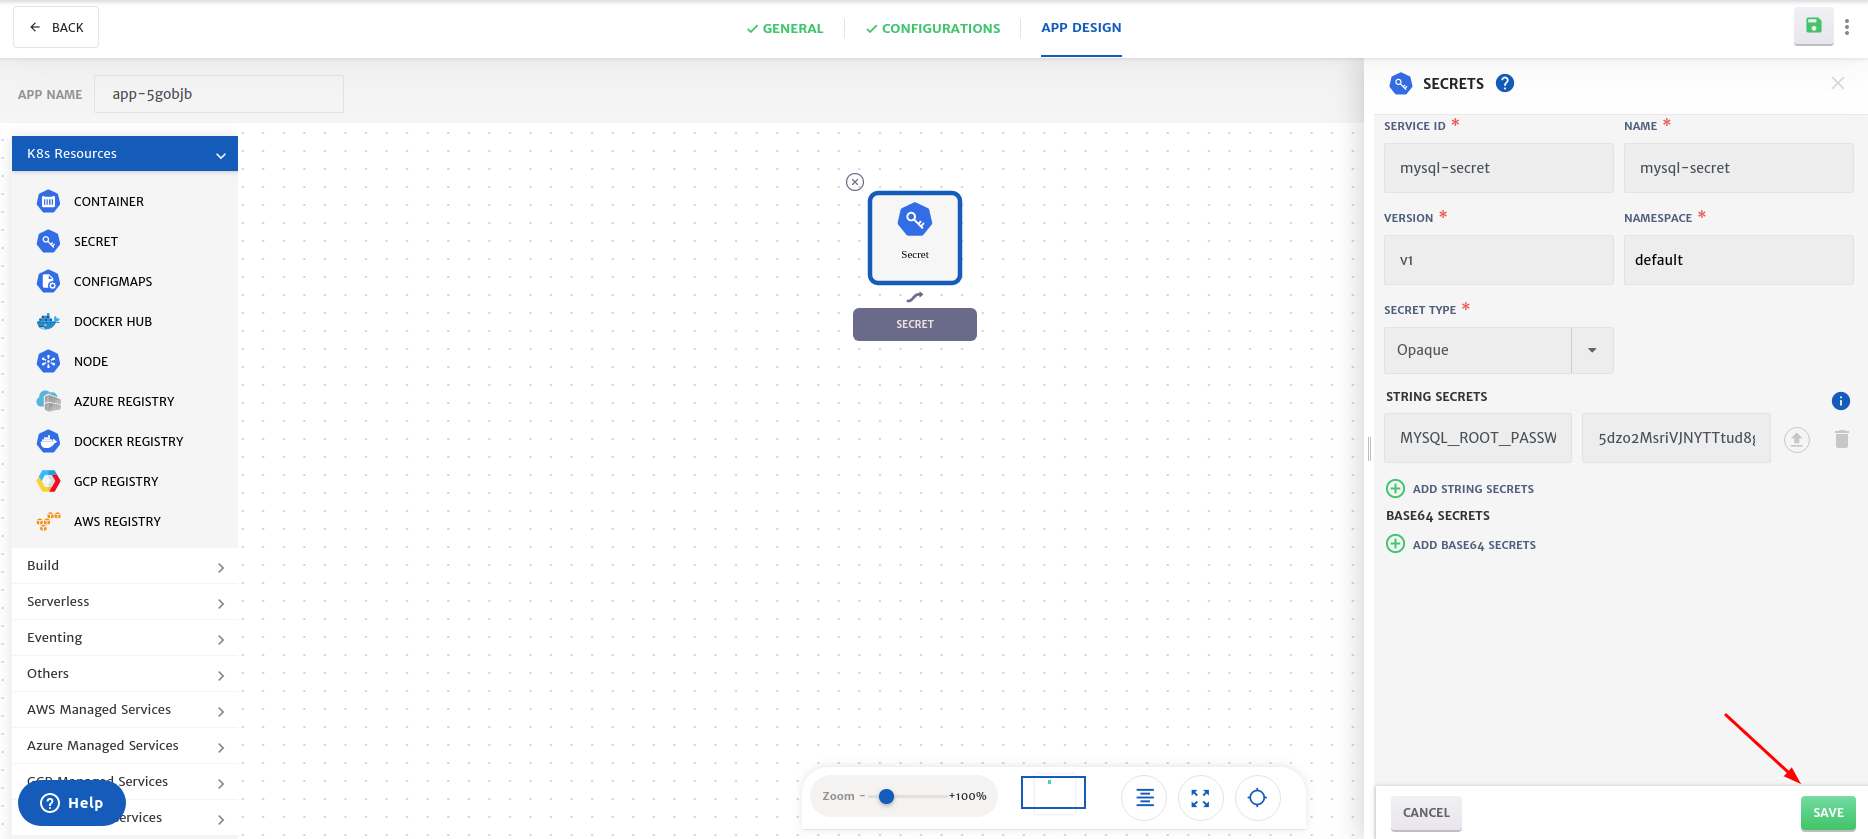 BACK
GENERAL
CONFIGURATIONS
APP DESIGN
APP NAME
app-5gobjb
K8s Resources
CONTAINER
SECRET
CONFIGMAPS
DOCKER HUB
NODE
AZURE REGISTRY
DOCKER REGISTRY
GCP REGISTRY
AWS REGISTRY
Build
Serverless
Eventing
Others
AWS Managed Services
Azure Managed Services
GCP Managed Services
Help
Secret
SECRET
Zoom - +100%
SECRETS ?
SERVICE ID * NAME *
mysql-secret mysql-secret
VERSION * NAMESPACE *
v1 default
SECRET TYPE *
Opaque
STRING SECRETS
MYSQL_ROOT_PASSW 5dzo2MsriVJNYTTtud8
ADD STRING SECRETS
BASE64 SECRETS
ADD BASE64 SECRETS
CANCEL SAVE